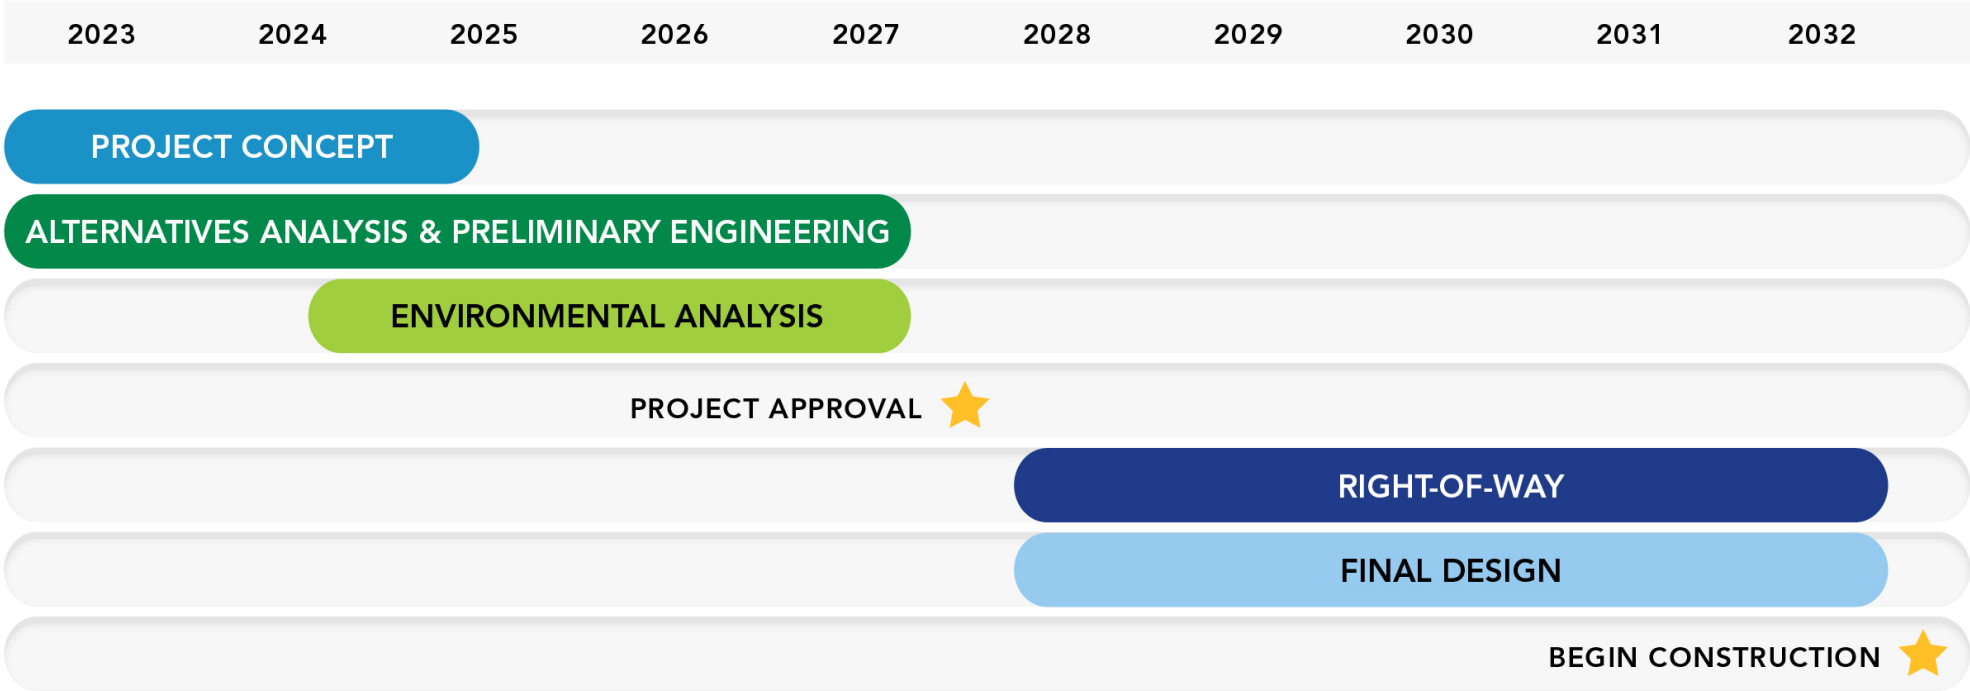 2023 2024 2025 2026 2027 2028 2029 2030 2031 2032
PROJECT CONCEPT
ALTERNATIVES ANALYSIS & PRELIMINARY ENGINEERING
ENVIRONMENTAL ANALYSIS
PROJECT APPROVAL
RIGHT-OF-WAY
FINAL DESIGN
BEGIN CONSTRUCTION